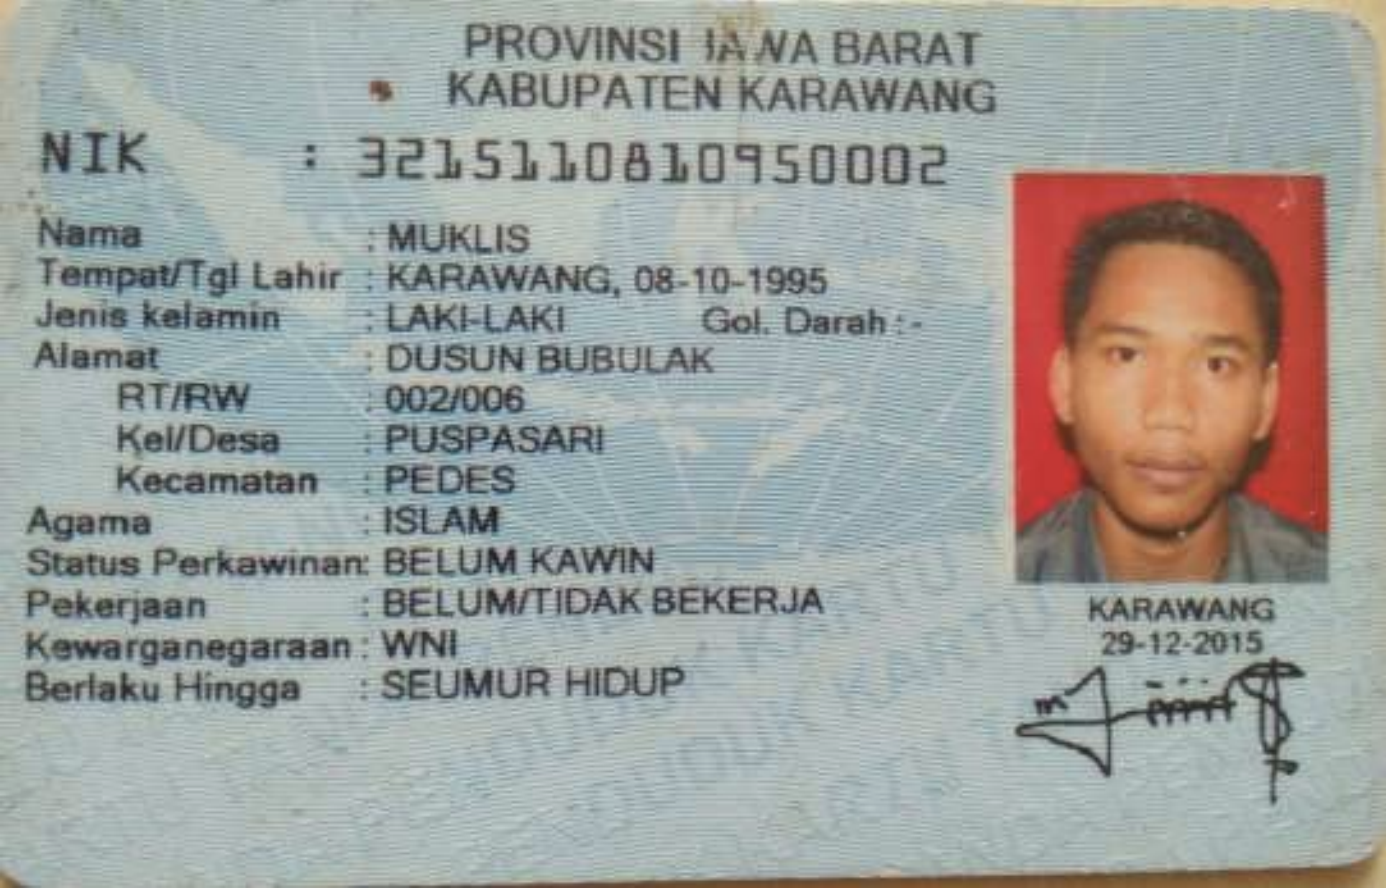 PROVINSI JAWA BARAT
KABUPATEN KARAWANG
NIK : 3215110810950002
Nama : MUKLIS
Tempat/Tgl Lahir : KARAWANG, 08-10-1995
Jenis kelamin : LAKI-LAKI Gol. Darah : -
Alamat : DUSUN BUBULAK
RT/RW : 002/006
Kel/Desa : PUSPASARI
Kecamatan : PEDES
Agama : ISLAM
Status Perkawinan: BELUM KAWIN
Pekerjaan : BELUM/TIDAK BEKERJA
Kewarganegaraan : WNI
Berlaku Hingga : SEUMUR HIDUP
KARAWANG
29-12-2015